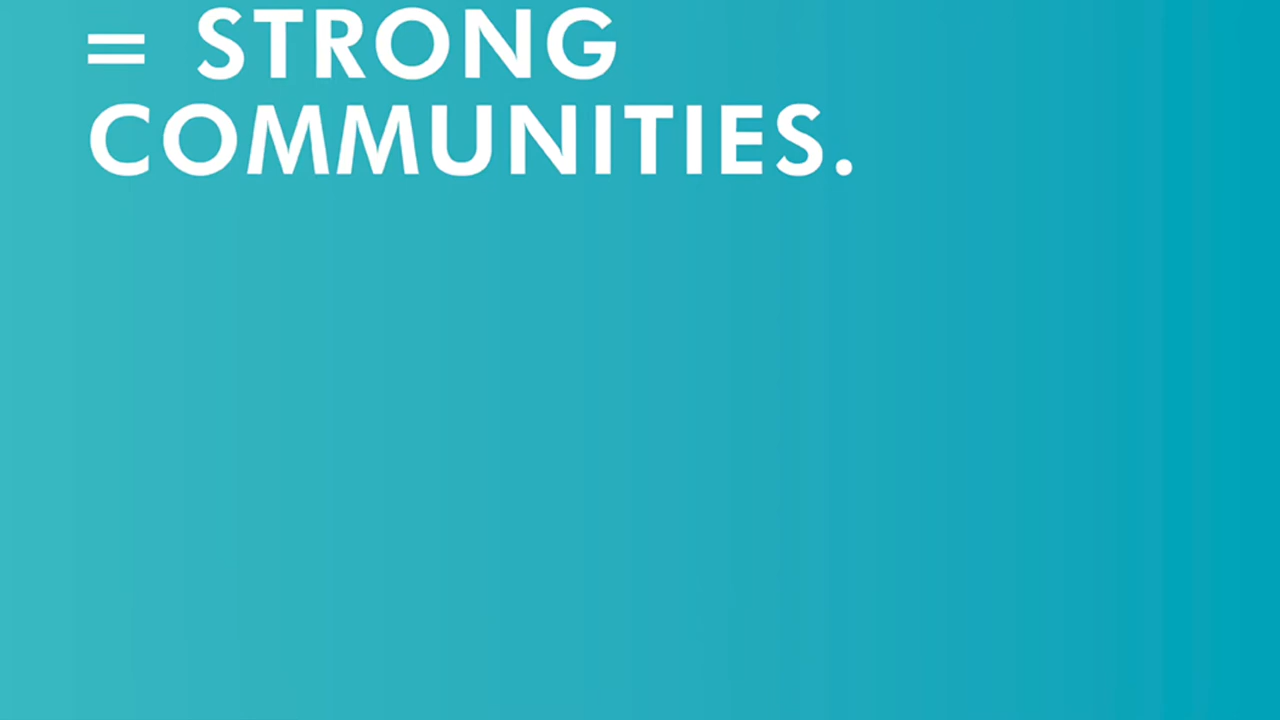 = STRONG
COMMUNITIES.